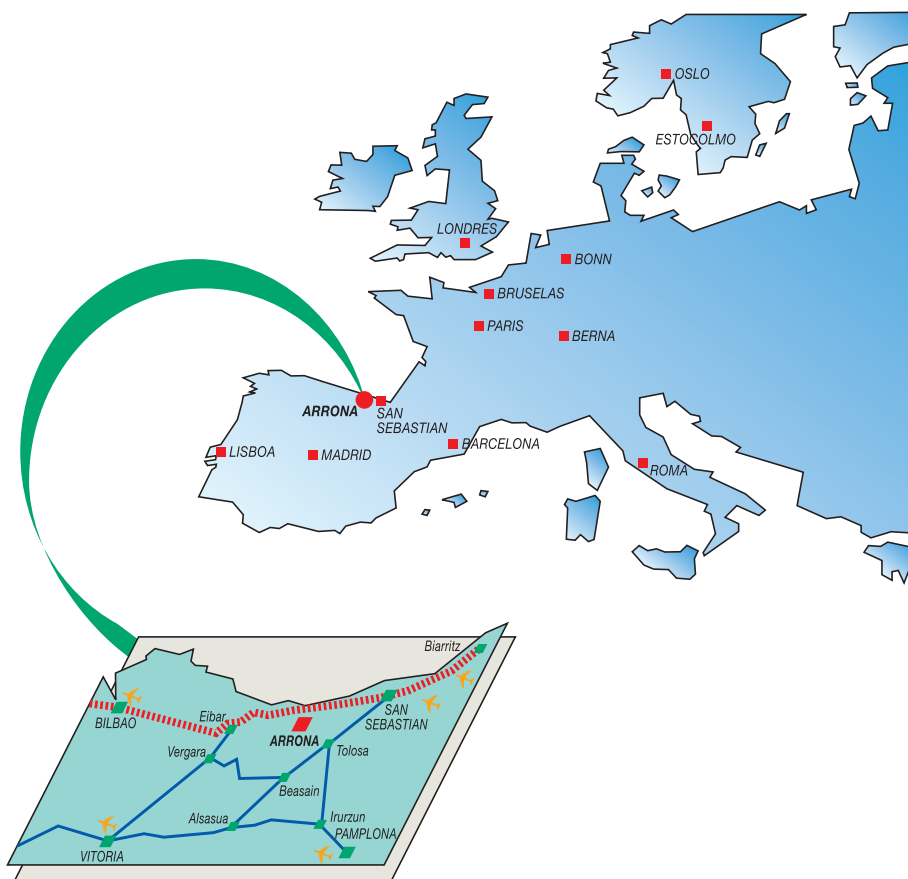 OSLO
ESTOCOLMO
LONDRES
BONN
BRUSELAS
PARIS
BERNA
ARRONA
SAN
SEBASTIAN
BARCELONA
LISBOA
MADRID
ROMA
Biarritz
SAN
SEBASTIAN
BILBAO
Eibar
ARRONA
Tolosa
Vergara
Beasain
Alsasua
Irurzun
PAMPLONA
VITORIA